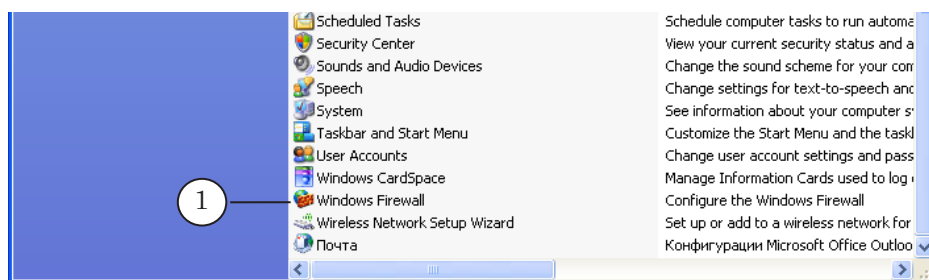 Scheduled Tasks Schedule computer tasks to run automa
Security Center View your current security status and a
Sounds and Audio Devices Change the sound scheme for your com
Speech Change settings for text-to-speech and
System See information about your computer s
Taskbar and Start Menu Customize the Start Menu and the task
User Accounts Change user account settings and pass
Windows CardSpace Manage Information Cards used to log
1 Windows Firewall Configure the Windows Firewall
Wireless Network Setup Wizard Set up or add to a wireless network for
Почта Конфигурации Microsoft Office Outloo